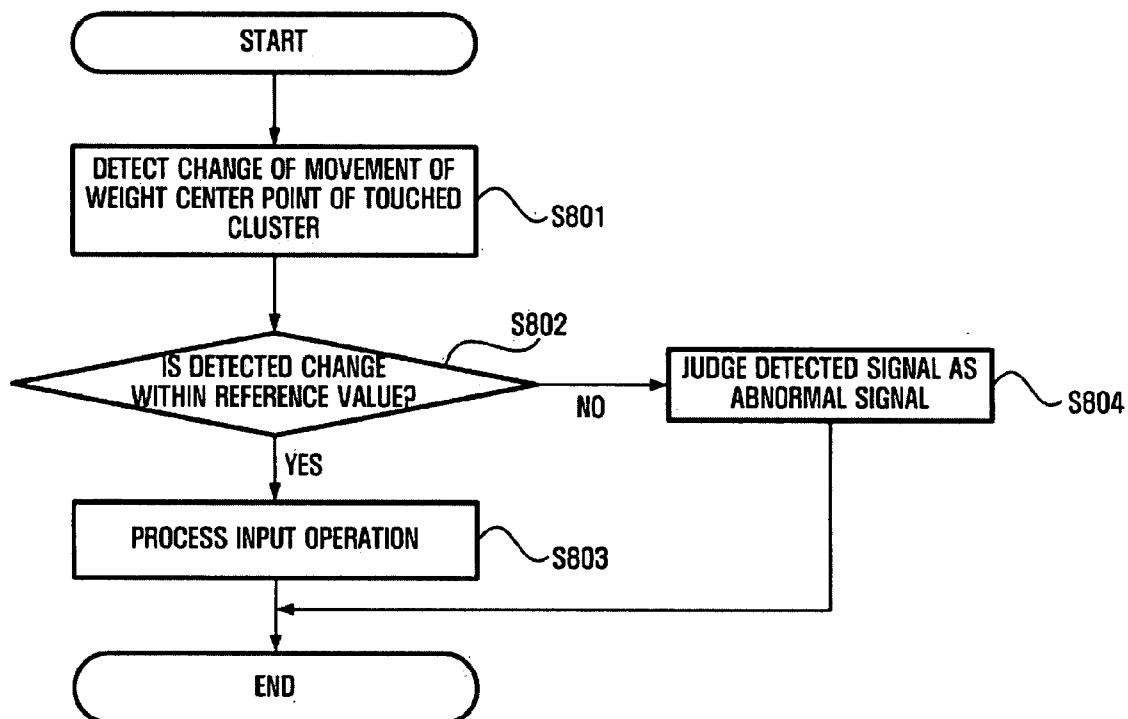 START
DETECT CHANGE OF MOVEMENT OF
WEIGHT CENTER POINT OF TOUCHED
CLUSTER
S801
S802
IS DETECTED CHANGE
WITHIN REFERENCE VALUE?
NO
JUDGE DETECTED SIGNAL AS
ABNORMAL SIGNAL
S804
YES
PROCESS INPUT OPERATION
S803
END